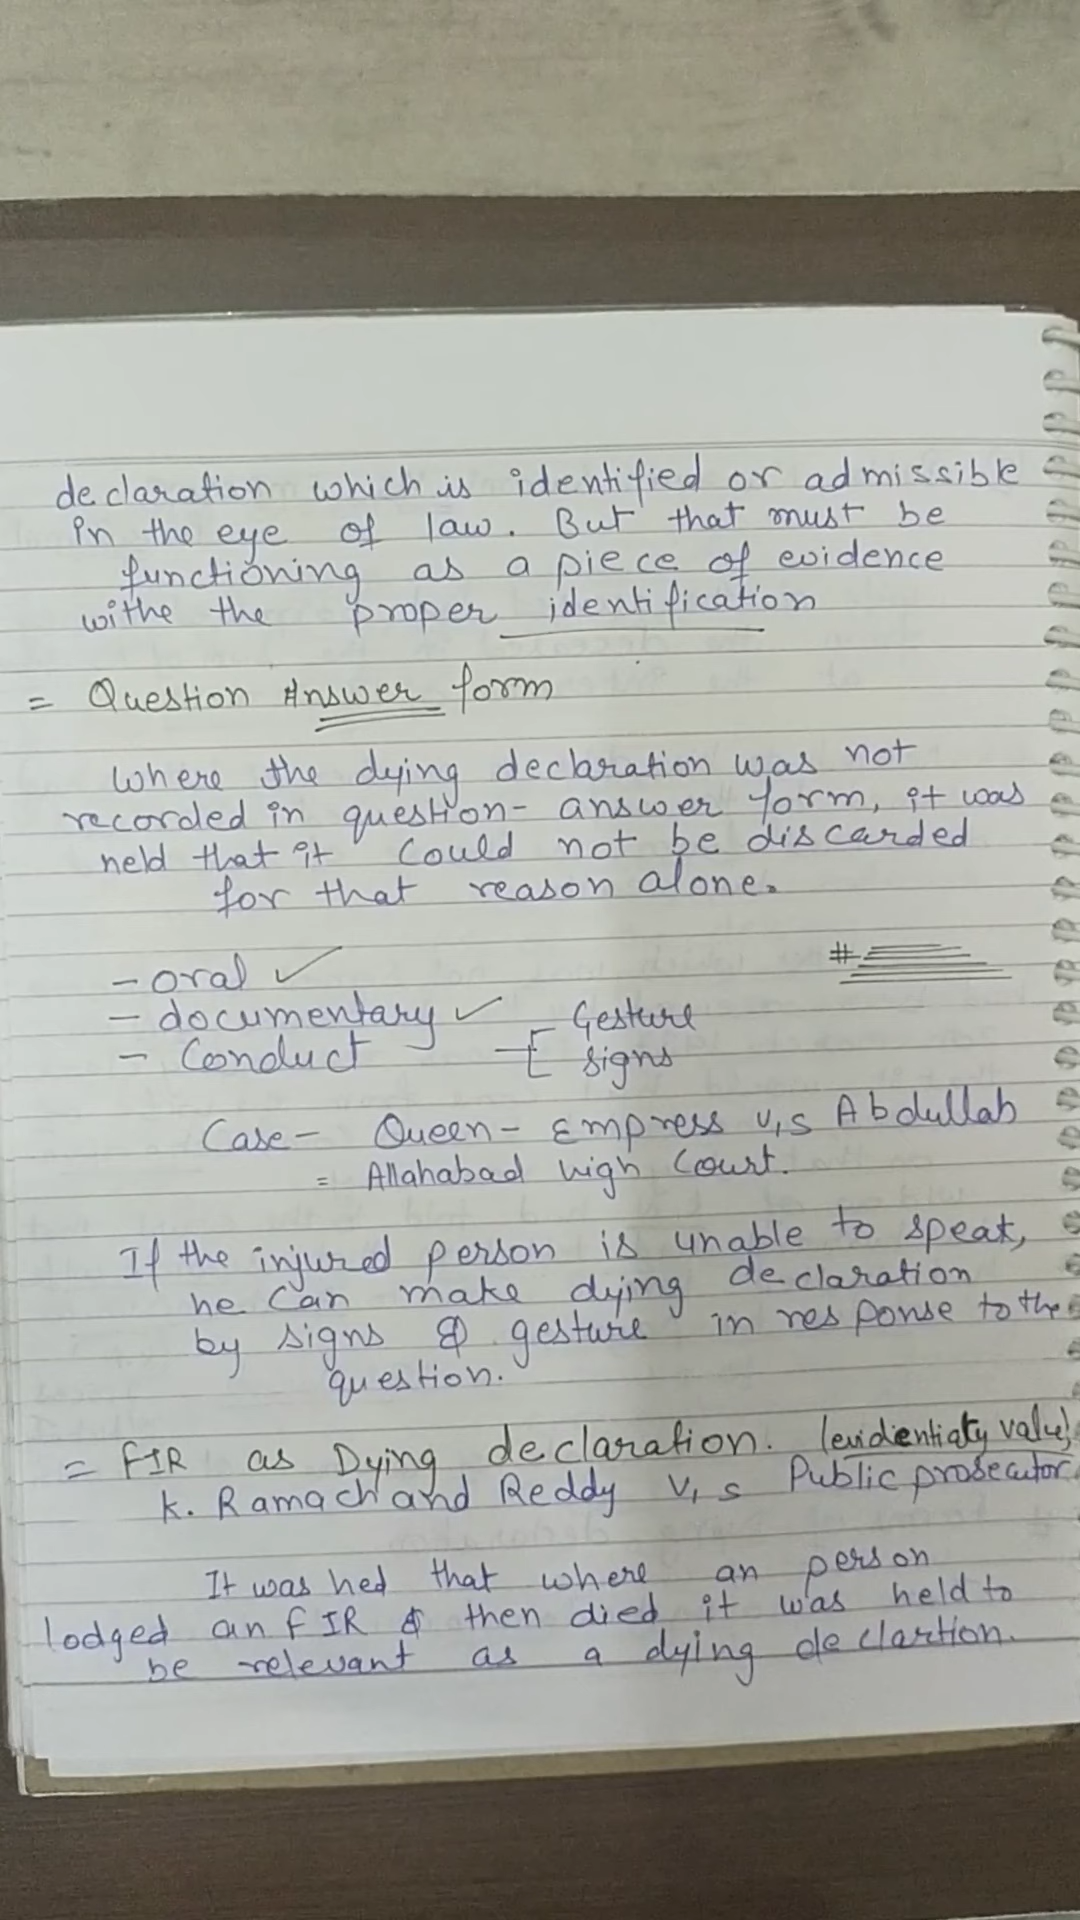 declaration which is identified or admissible
in the eye of law. But that must be
functioning as a piece of evidence
withe the proper identification
= Question Answer form
Where the dying declaration was not
recorded in question- answer form, it was
held that it could not be discarded
for that reason alone.
- oral ✓
#
- documentary ✓
Gesture
- Conduct
signs
Case - Queen- Empress v,s Abdullah
= Allahabad high Court.
If the injured person is unable to speak,
he can make dying declaration
by signs & gesture in response to the
question.
= FIR as Dying declaration. (evidentiaty value)
K. Ramachand Reddy v,s Public prosecutor
It was hed that where an person
lodged an FIR & then died it was held to
be relevant as a dying declartion.